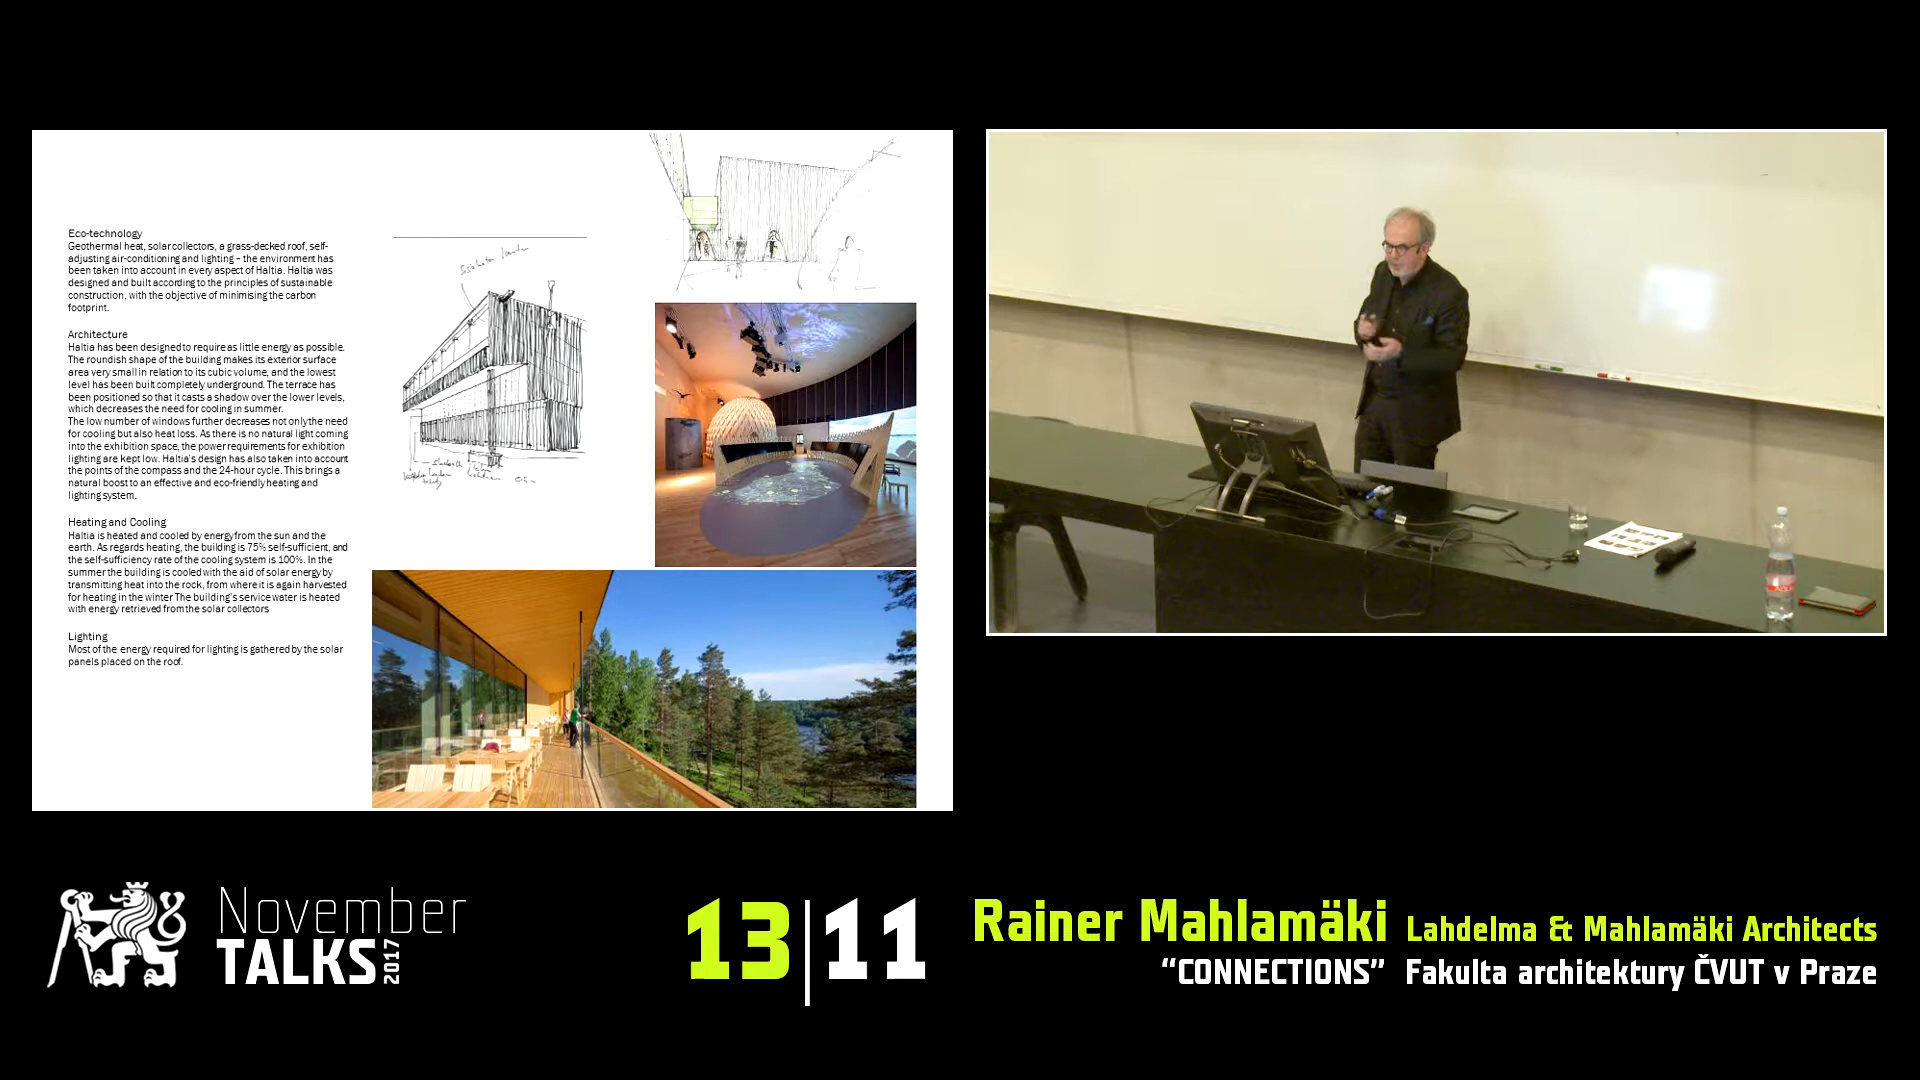 Eco-technology
Geothermal heat, solar collectors, a grass-decked roof, self-
adjusting air-conditioning and lighting – the environment has
been taken into account in every aspect of Haltia. Haltia was
designed and built according to the principles of sustainable
construction, with the objective of minimising the carbon
footprint.
Architecture
Haltia has been designed to require as little energy as possible.
The roundish shape of the building makes its exterior surface
area very small in relation to its cubic volume, and the lowest
level has been built completely underground. The terrace has
been positioned so that it casts a shadow over the lower levels,
which decreases the need for cooling in summer.
The low number of windows further decreases not only the need
for cooling but also heat loss. As there is no natural light coming
into the exhibition space, the power requirements for exhibition
lighting are kept low. Haltia's design has also taken into account
the points of the compass and the 24-hour cycle. This brings a
natural boost to an effective and eco-friendly heating and
lighting system.
Heating and Cooling
Haltia is heated and cooled by energy from the sun and the
earth. As regards heating, the building is 75% self-sufficient, and
the self-sufficiency rate of the cooling system is 100%. In the
summer the building is cooled with the aid of solar energy by
transmitting heat into the rock, from where it is again harvested
for heating in the winter The building's service water is heated
with energy retrieved from the solar collectors
Lighting
Most of the energy required for lighting is gathered by the solar
panels placed on the roof.
November
TALKS 2017
13|11
Rainer Mahlamäki Lahdelma & Mahlamäki Architects
“CONNECTIONS” Fakulta architektury ČVUT v Praze